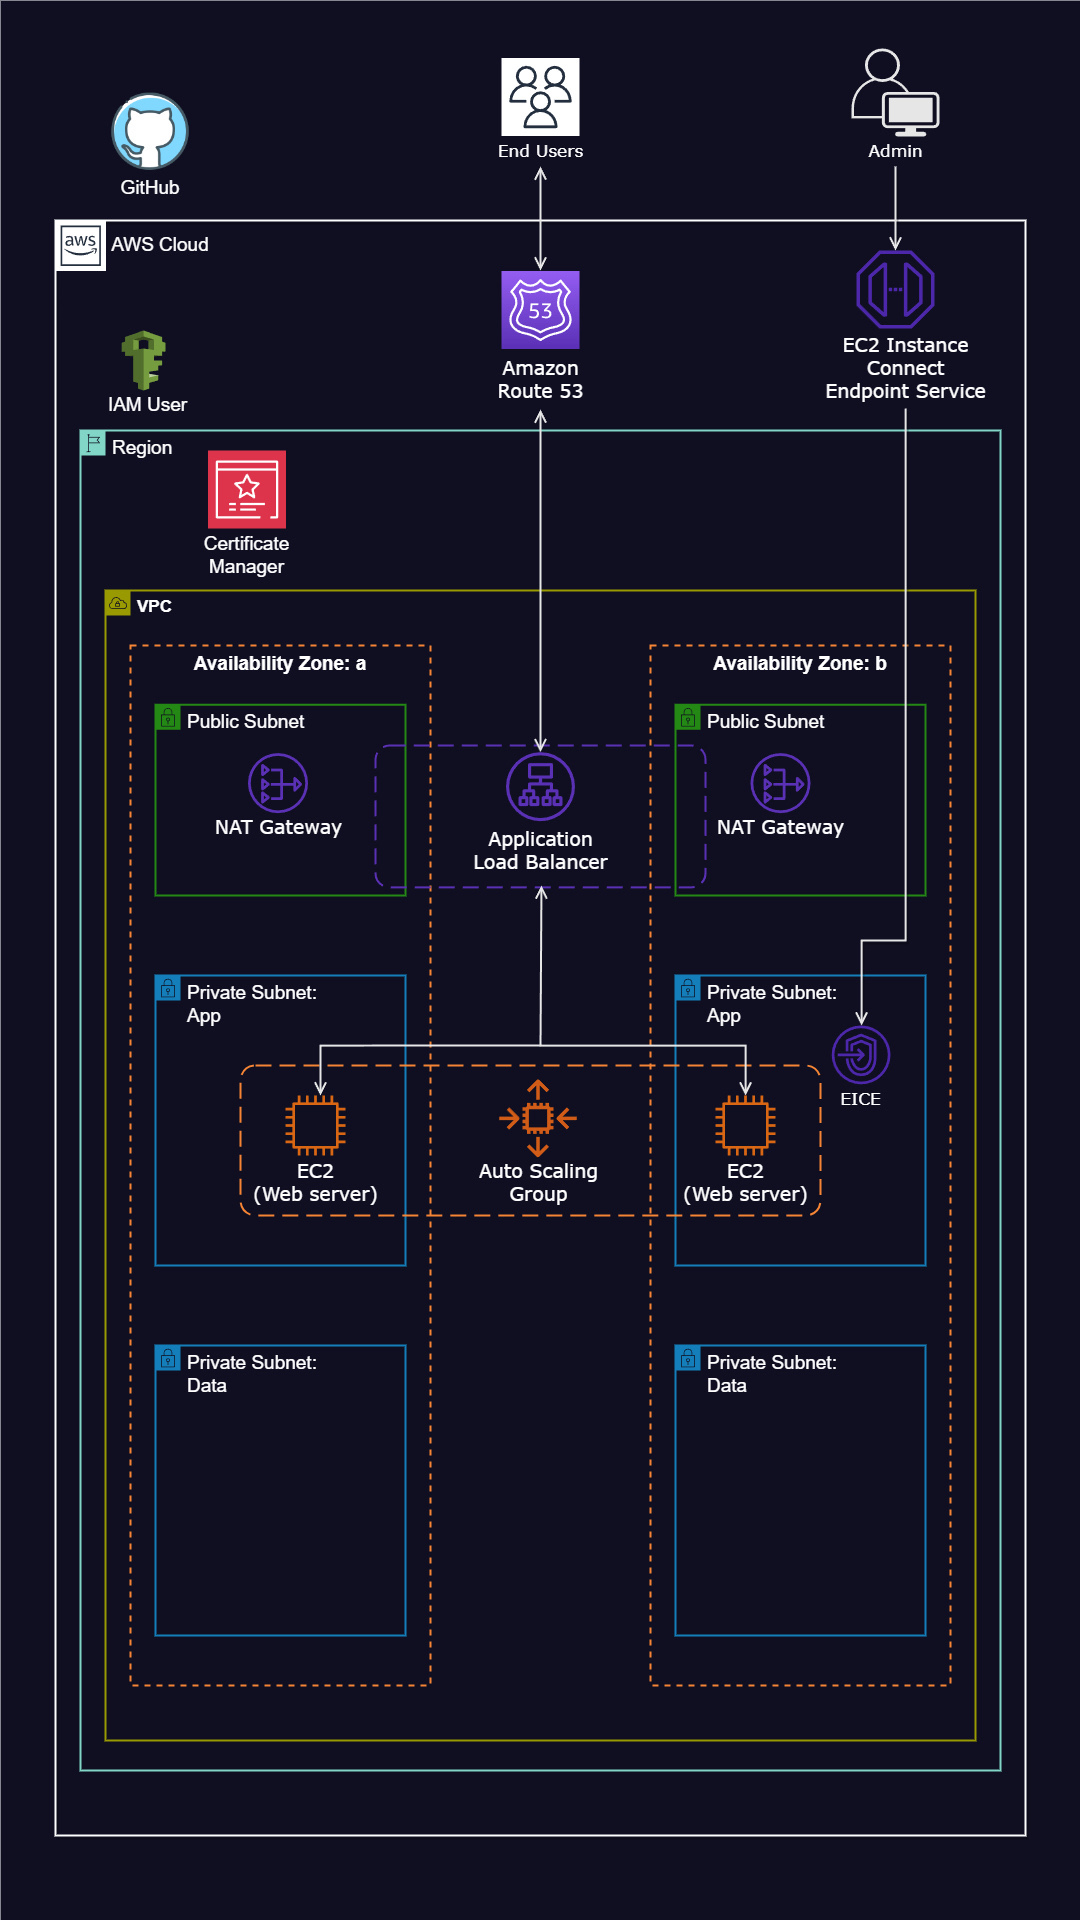 GitHub
End Users
Admin
aws
AWS Cloud
53
Amazon
Route 53
EC2 Instance
Connect
Endpoint Service
IAM User
Region
Certificate
Manager
VPC
Availability Zone: a
Availability Zone: b
Public Subnet
Public Subnet
NAT Gateway
NAT Gateway
Application
Load Balancer
Private Subnet:
App
Private Subnet:
App
EICE
EC2
(Web server)
Auto Scaling
Group
EC2
(Web server)
Private Subnet:
Data
Private Subnet:
Data